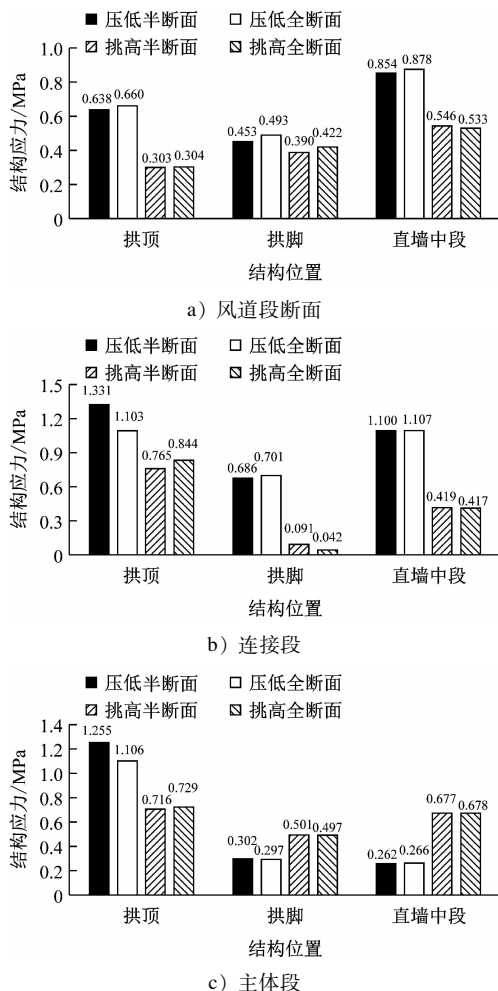 压低半断面 压低全断面
挑高半断面 挑高全断面
结构应力/MPa
1.0
0.8
0.6
0.4
0.2
0
0.638 0.660 0.303 0.304
0.453 0.493 0.390 0.422
0.854 0.878 0.546 0.533
拱顶 拱脚 直墙中段
结构位置
a）风道段断面
压低半断面 压低全断面
挑高半断面 挑高全断面
结构应力/MPa
1.5
1.2
0.9
0.6
0.3
0
1.331 1.103 0.765 0.844
0.686 0.701 0.091 0.042
1.100 1.107 0.419 0.417
拱顶 拱脚 直墙中段
结构位置
b）连接段
压低半断面 压低全断面
挑高半断面 挑高全断面
结构应力/MPa
1.4
1.2
1.0
0.8
0.6
0.4
0.2
0
1.255 1.106 0.716 0.729
0.302 0.297 0.501 0.497
0.262 0.266 0.677 0.678
拱顶 拱脚 直墙中段
结构位置
c）主体段